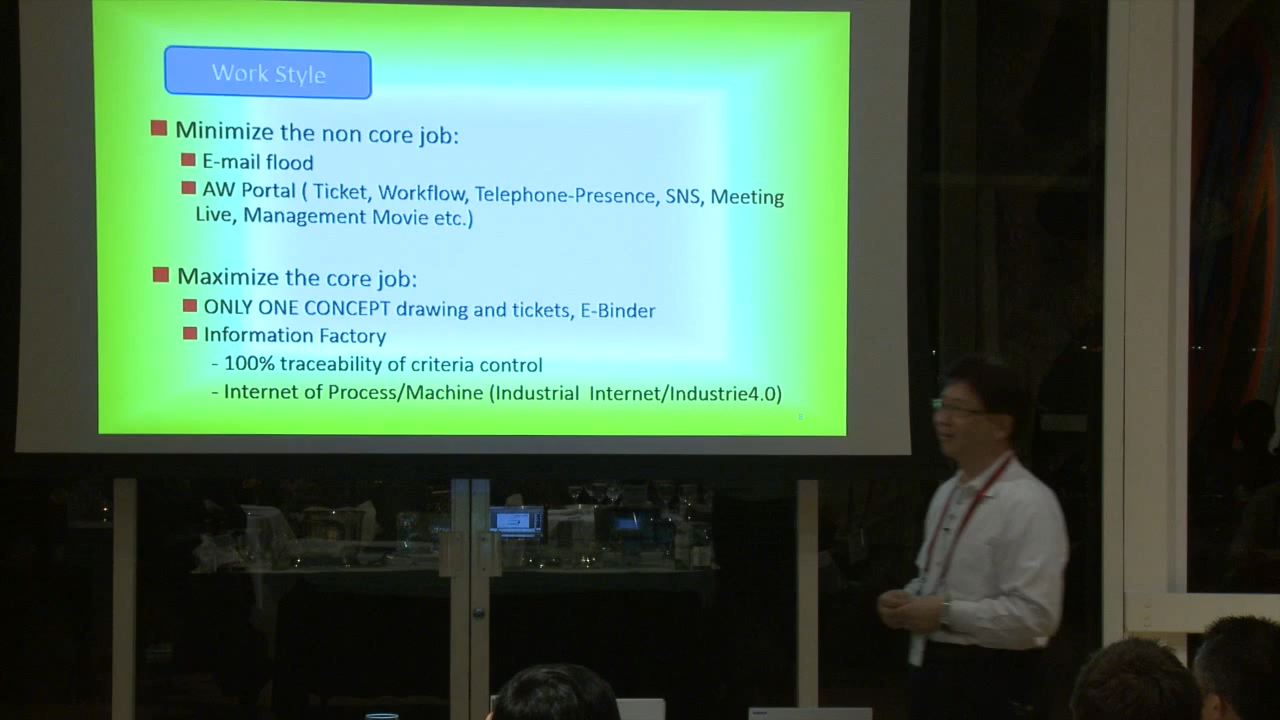 Work Style
Minimize the non core job:
E-mail flood
AW Portal ( Ticket, Workflow, Telephone-Presence, SNS, Meeting
Live, Management Movie etc.)
Maximize the core job:
ONLY ONE CONCEPT drawing and tickets, E-Binder
Information Factory
- 100% traceability of criteria control
- Internet of Process/Machine (Industrial Internet/Industrie4.0)